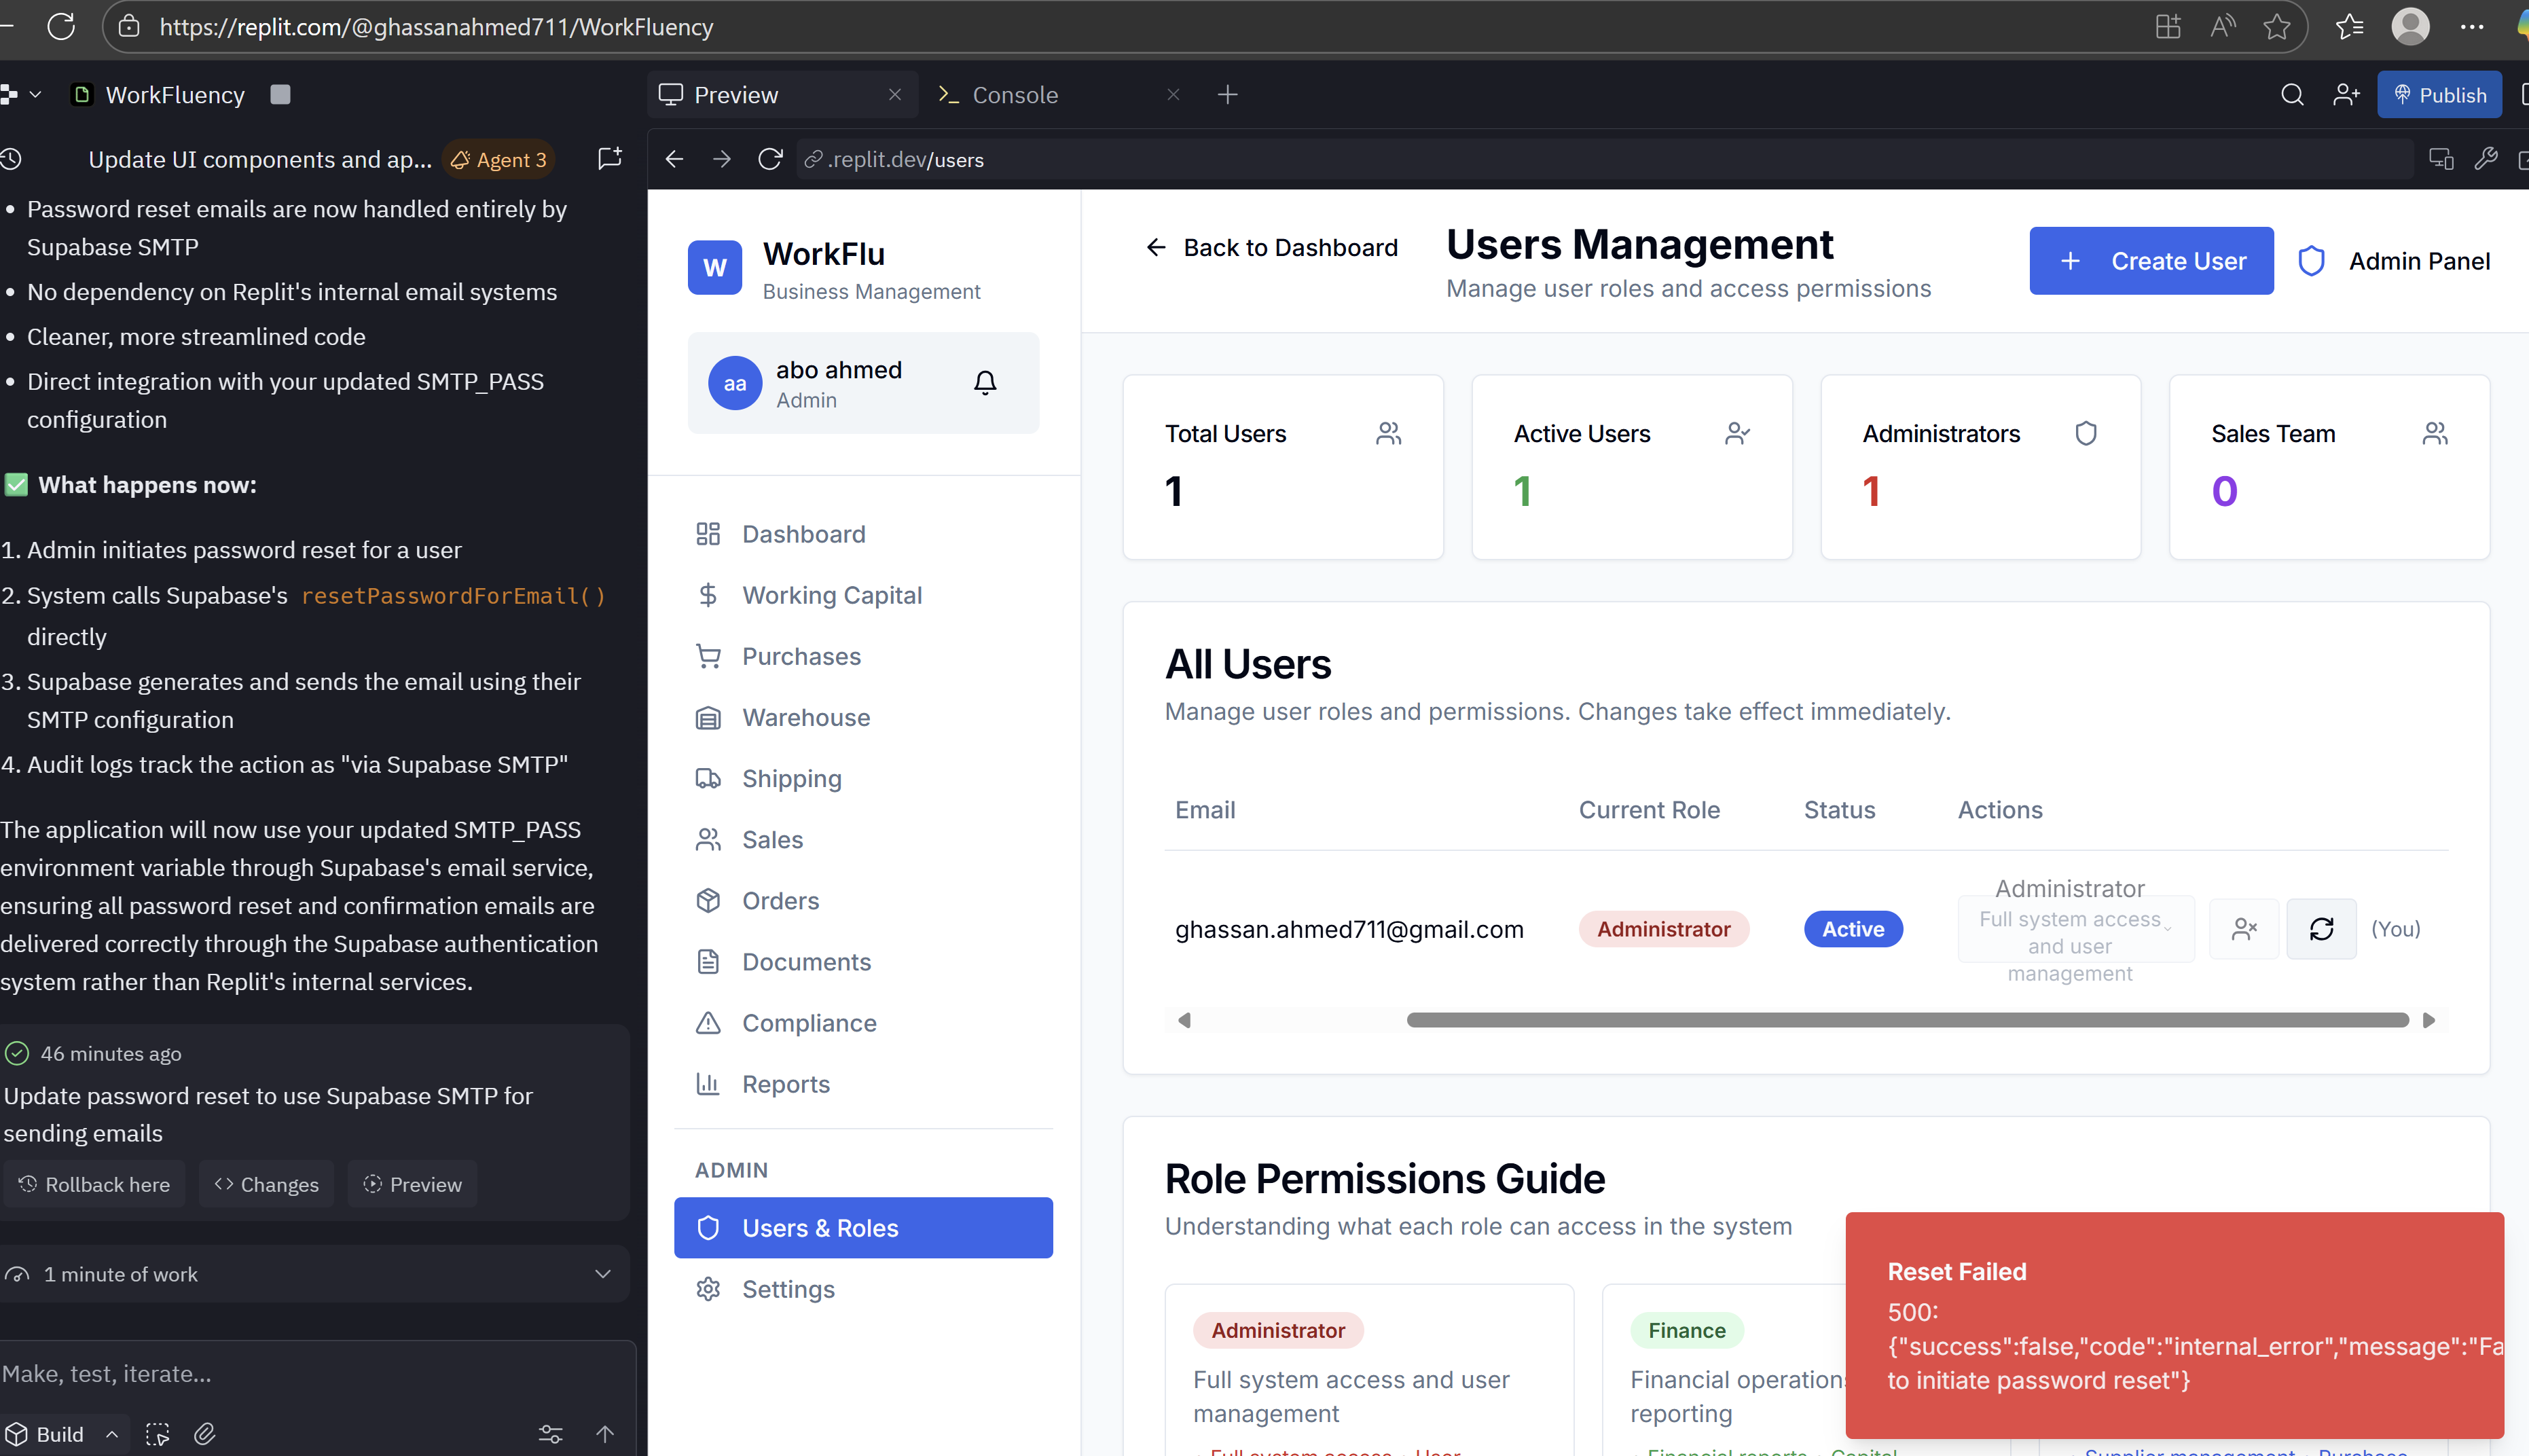 https://replit.com/@ghassanahmed711/WorkFluency
WorkFluency
Preview
Console
Publish
Update UI components and ap...
Agent 3
.replit.dev/users
• Password reset emails are now handled entirely by
Supabase SMTP
• No dependency on Replit's internal email systems
• Cleaner, more streamlined code
• Direct integration with your updated SMTP_PASS
configuration
✅ What happens now:
1. Admin initiates password reset for a user
2. System calls Supabase's resetPasswordForEmail()
directly
3. Supabase generates and sends the email using their
SMTP configuration
4. Audit logs track the action as "via Supabase SMTP"
The application will now use your updated SMTP_PASS
environment variable through Supabase's email service,
ensuring all password reset and confirmation emails are
delivered correctly through the Supabase authentication
system rather than Replit's internal services.
46 minutes ago
Update password reset to use Supabase SMTP for
sending emails
Rollback here
Changes
Preview
1 minute of work
Make, test, iterate...
Build
W
WorkFlu
Business Management
aa
abo ahmed
Admin
Dashboard
Working Capital
Purchases
Warehouse
Shipping
Sales
Orders
Documents
Compliance
Reports
ADMIN
Users & Roles
Settings
Back to Dashboard
Users Management
Manage user roles and access permissions
Create User
Admin Panel
Total Users
1
Active Users
1
Administrators
1
Sales Team
0
All Users
Manage user roles and permissions. Changes take effect immediately.
Email
Current Role
Status
Actions
ghassan.ahmed711@gmail.com
Administrator
Active
Administrator
Full system access
and user
management
(You)
Role Permissions Guide
Understanding what each role can access in the system
Administrator
Full system access and user
management
• Full system access • User
Finance
Financial operations
reporting
• Financial reports • Capital
• Supplier management • Purchase
Reset Failed
500:
{"success":false,"code":"internal_error","message":"Fa
to initiate password reset"}